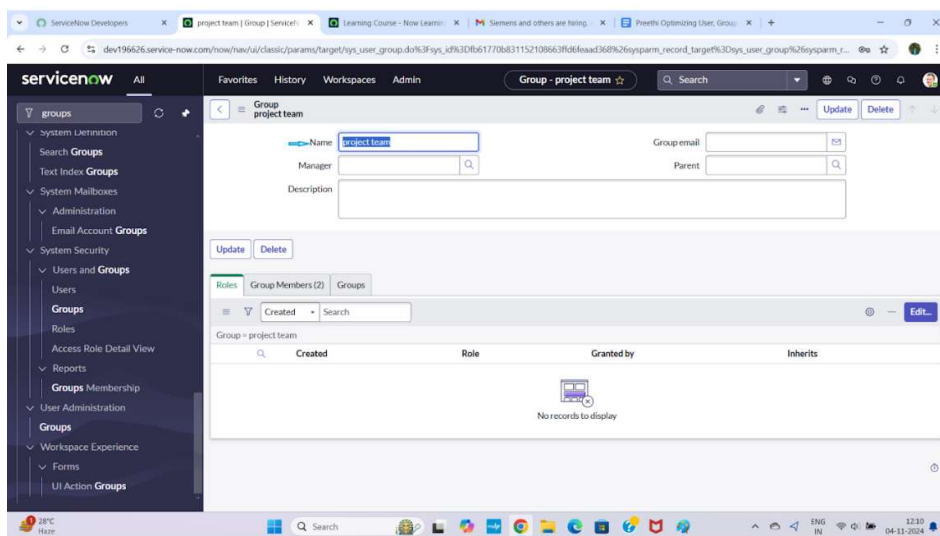 ServiceNow Developers
project team | Group | ServiceN
Learning Course - Now Learnin
Siemens and others are hiring.
Preethi Optimizing User, Group
dev196626.service-now.com/now/nav/ui/classic/params/target/sys_user_group.do%3Fsys_id%3Dfb61770b831152108663ffd6feaad368%26sysparm_record_target%3Dsys_user_group%26sysparm_r...
servicenow All Favorites History Workspaces Admin Group - project team Search
groups
Group
project team
Update Delete
System Definition
Search Groups
Text Index Groups
System Mailboxes
Administration
Email Account Groups
System Security
Users and Groups
Users
Groups
Roles
Access Role Detail View
Reports
Groups Membership
User Administration
Groups
Workspace Experience
Forms
UI Action Groups
Name project team Group email
Manager Parent
Description
Update Delete
Roles Group Members (2) Groups
Created Search Edit...
Group = project team
Created Role Granted by Inherits
No records to display
28°C
Haze
Search
ENG
IN
12:10
04-11-2024